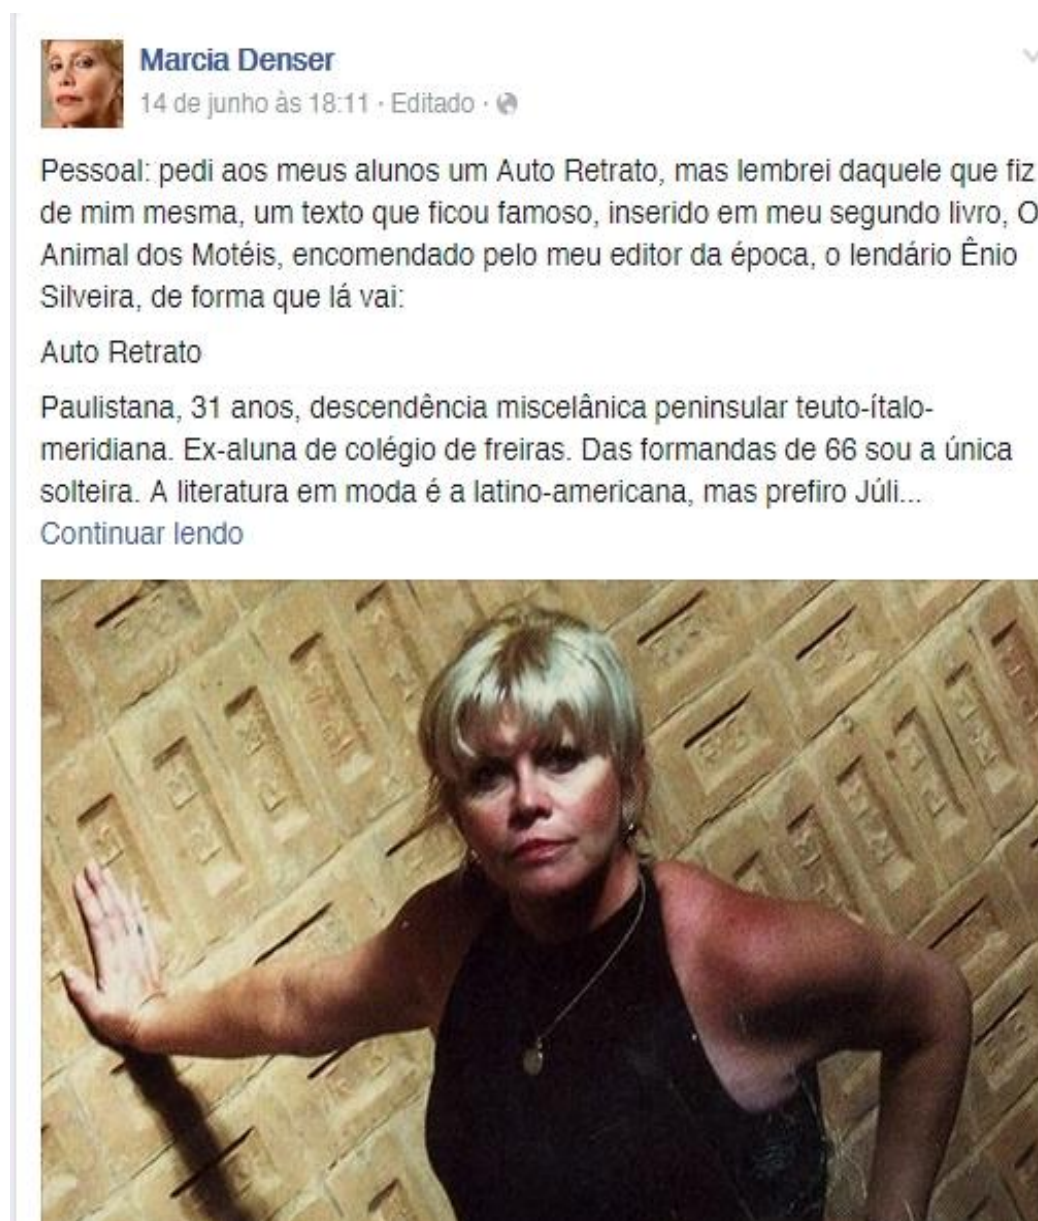 Marcia Denser
14 de junho às 18:11 · Editado ·
Pessoal: pedi aos meus alunos um Auto Retrato, mas lembrei daquele que fiz
de mim mesma, um texto que ficou famoso, inserido em meu segundo livro, O
Animal dos Motéis, encomendado pelo meu editor da época, o lendário Ênio
Silveira, de forma que lá vai:
Auto Retrato
Paulistana, 31 anos, descendência miscelânica peninsular teuto-ítalo-
meridiana. Ex-aluna de colégio de freiras. Das formandas de 66 sou a única
solteira. A literatura em moda é a latino-americana, mas prefiro Júli...
Continuar lendo